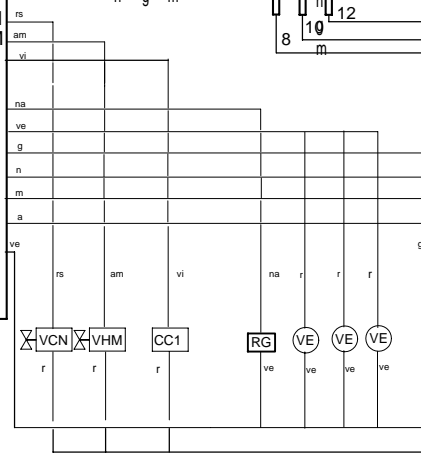 n g m
rs
n
12
am
8
10
g
m
vi
na
ve
g
n
m
a
ve
g
rs am vi na r r r
VCN VHM CC1 RG VE VE VE
r r r ve ve ve ve